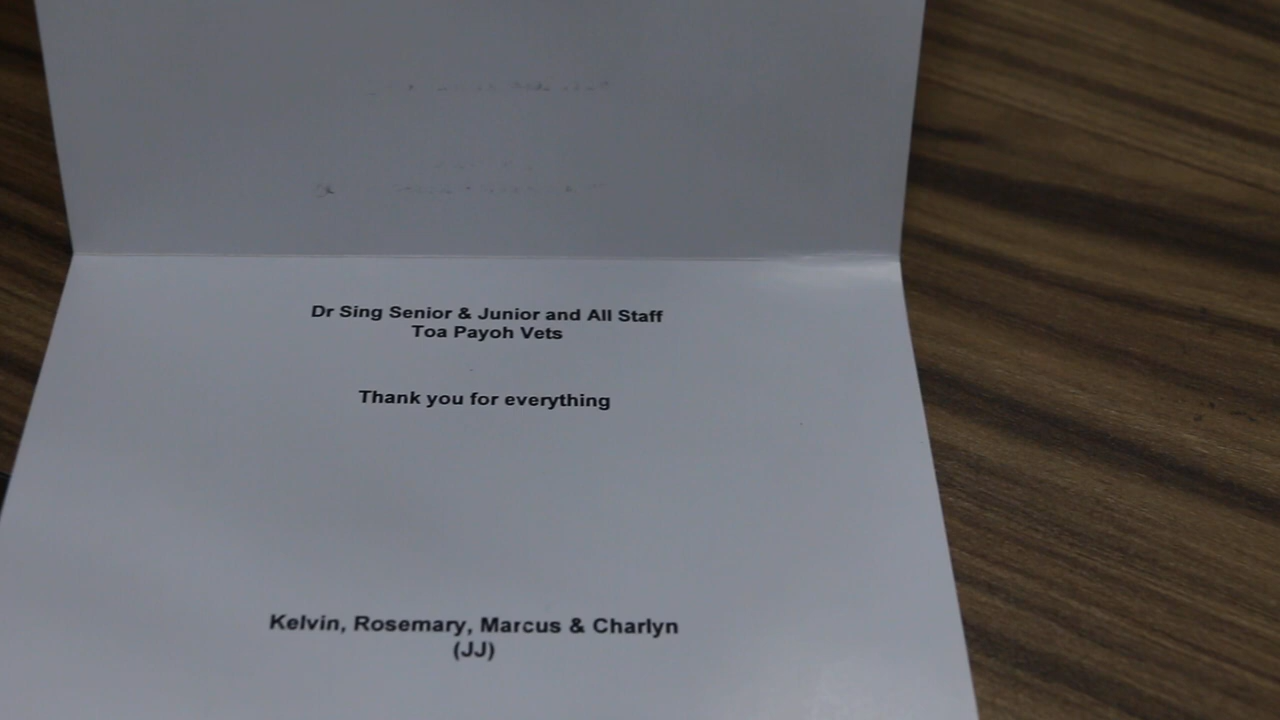 Dr Sing Senior & Junior and All Staff
Toa Payoh Vets
Thank you for everything
Kelvin, Rosemary, Marcus & Charlyn
(JJ)